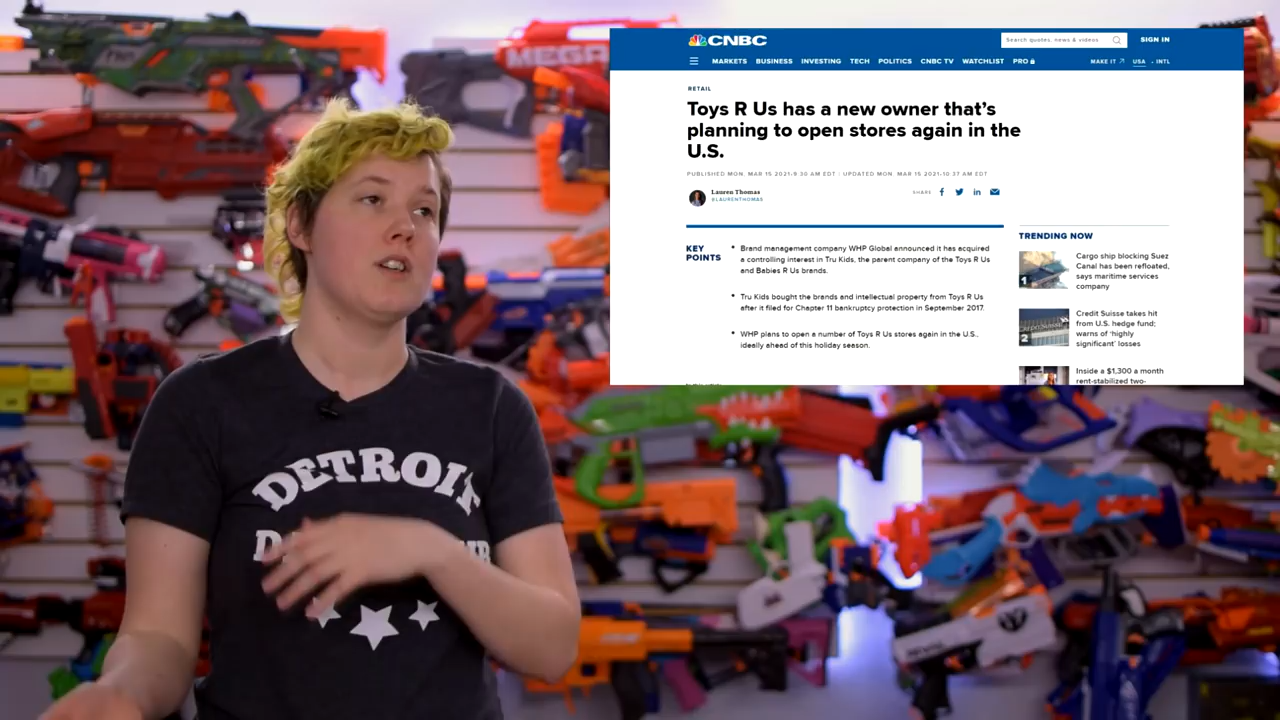 MEGA
CNBC
Search quotes, news & videos
SIGN IN
MARKETS BUSINESS INVESTING TECH POLITICS CNBC TV WATCHLIST PRO
MAKE IT USA • INTL
RETAIL
Toys R Us has a new owner that's
planning to open stores again in the
U.S.
PUBLISHED MON, MAR 15 2021•9:30 AM EDT | UPDATED MON, MAR 15 2021•10:37 AM EDT
Lauren Thomas
@LAURENTHOMAS
SHARE
KEY
POINTS
• Brand management company WHP Global announced it has acquired
a controlling interest in Tru Kids, the parent company of the Toys R Us
and Babies R Us brands.
• Tru Kids bought the brands and intellectual property from Toys R Us
after it filed for Chapter 11 bankruptcy protection in September 2017.
• WHP plans to open a number of Toys R Us stores again in the U.S.,
ideally ahead of this holiday season.
TRENDING NOW
1
Cargo ship blocking Suez
Canal has been refloated,
says maritime services
company
2
Credit Suisse takes hit
from U.S. hedge fund;
warns of 'highly
significant' losses
Inside a $1,300 a month
rent-stabilized two-
DETROIT